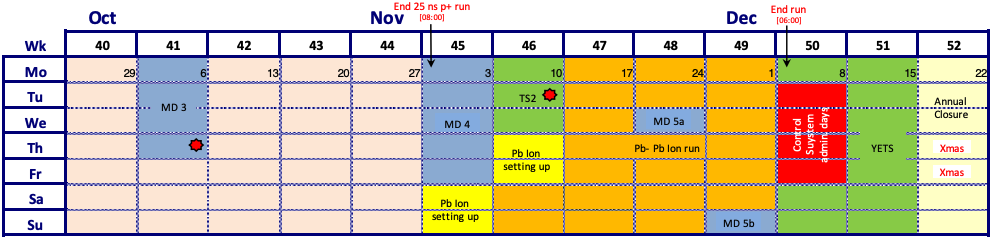 Oct Nov Dec
End 25 ns p+ run
[08:00]
End run
[06:00]
Wk 40 41 42 43 44 45 46 47 48 49 50 51 52
Mo 29 6 13 20 27 3 10 17 24 1 8 15 22
Tu
We
Th
Fr
Sa
Su
MD 3
MD 4
TS2
Pb Ion
setting up
Pb Ion
setting up
MD 5a
Pb- Pb Ion run
MD 5b
Control
Suystem
admin. days
YETS
Annual
Closure
Xmas
Xmas